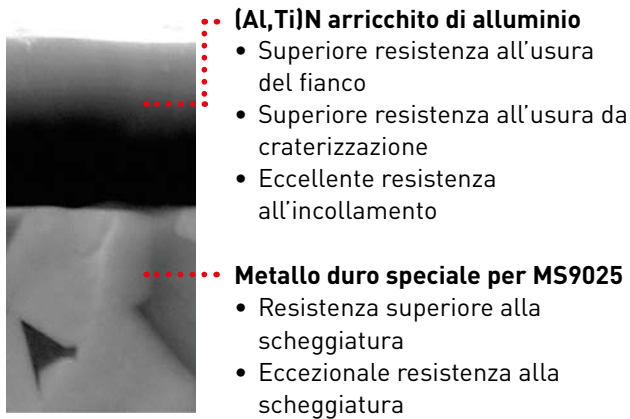 (Al,Ti)N arricchito di alluminio
• Superiore resistenza all'usura
del fianco
• Superiore resistenza all'usura da
craterizzazione
• Eccellente resistenza
all'incollamento
Metallo duro speciale per MS9025
• Resistenza superiore alla
scheggiatura
• Eccezionale resistenza alla
scheggiatura